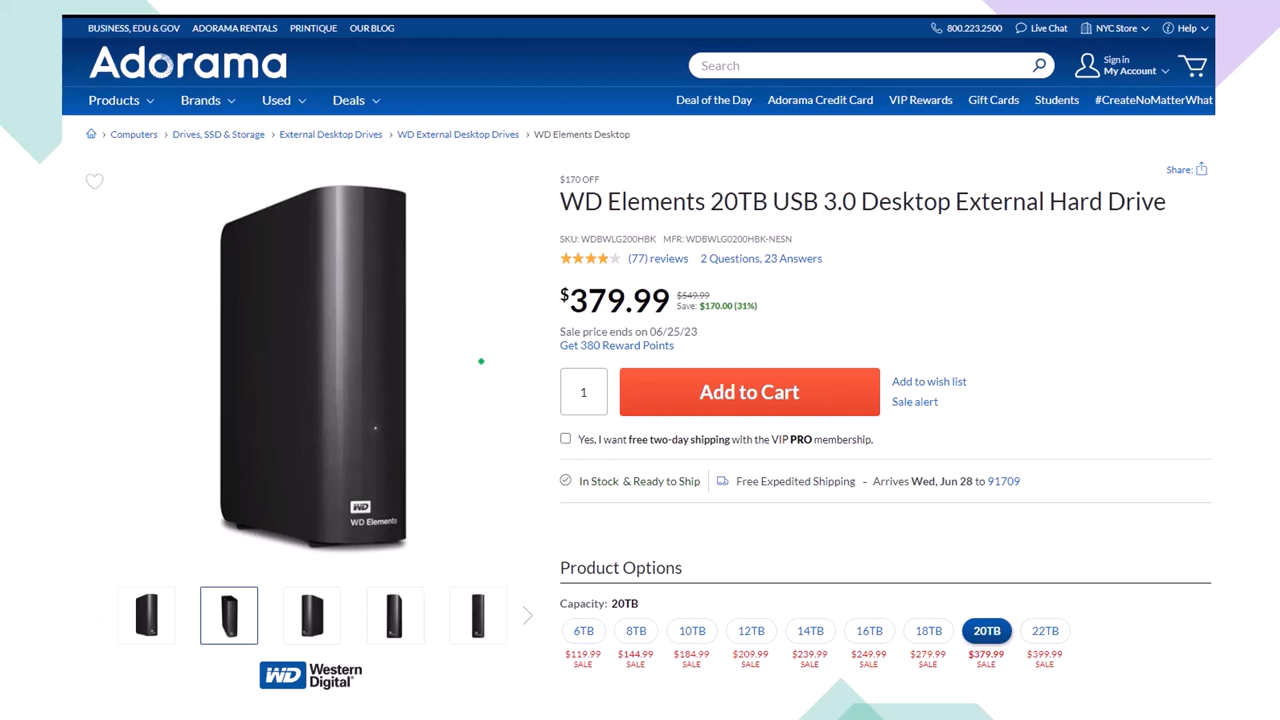 BUSINESS, EDU & GOV ADORAMA RENTALS PRINTIQUE OUR BLOG 800.223.2500 Live Chat NYC Store Help
Adorama Search Sign in
My Account
Products Brands Used Deals Deal of the Day Adorama Credit Card VIP Rewards Gift Cards Students #CreateNoMatterWhat
Computers > Drives, SSD & Storage > External Desktop Drives > WD External Desktop Drives > WD Elements Desktop
Share:
$170 OFF
WD Elements 20TB USB 3.0 Desktop External Hard Drive
SKU: WDBWLG200HBK MFR: WDBWLG0200HBK-NESN
(77) reviews 2 Questions, 23 Answers
$379.99 $549.99
Save: $170.00 (31%)
Sale price ends on 06/25/23
Get 380 Reward Points
1 Add to Cart Add to wish list
Sale alert
Yes, I want free two-day shipping with the VIP PRO membership.
In Stock & Ready to Ship Free Expedited Shipping - Arrives Wed, Jun 28 to 91709
WD
WD Elements
Product Options
Capacity: 20TB
6TB 8TB 10TB 12TB 14TB 16TB 18TB 20TB 22TB
$119.99 $144.99 $184.99 $209.99 $239.99 $249.99 $279.99 $379.99 $399.99
SALE SALE SALE SALE SALE SALE SALE SALE SALE
WD Western
Digital®